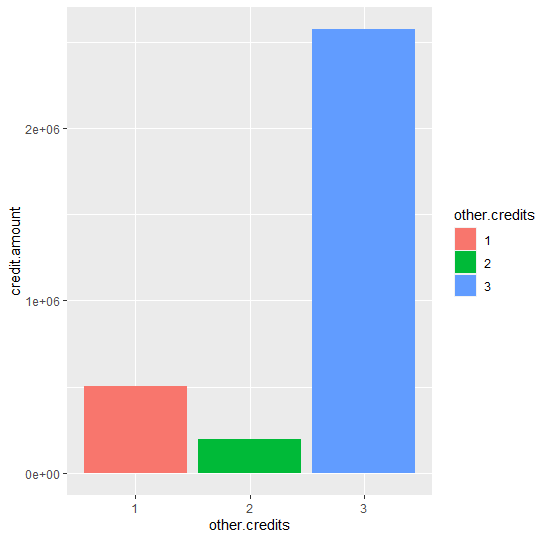 credit.amount
2e+06
1e+06
0e+00
1 2 3
other.credits
other.credits
1
2
3